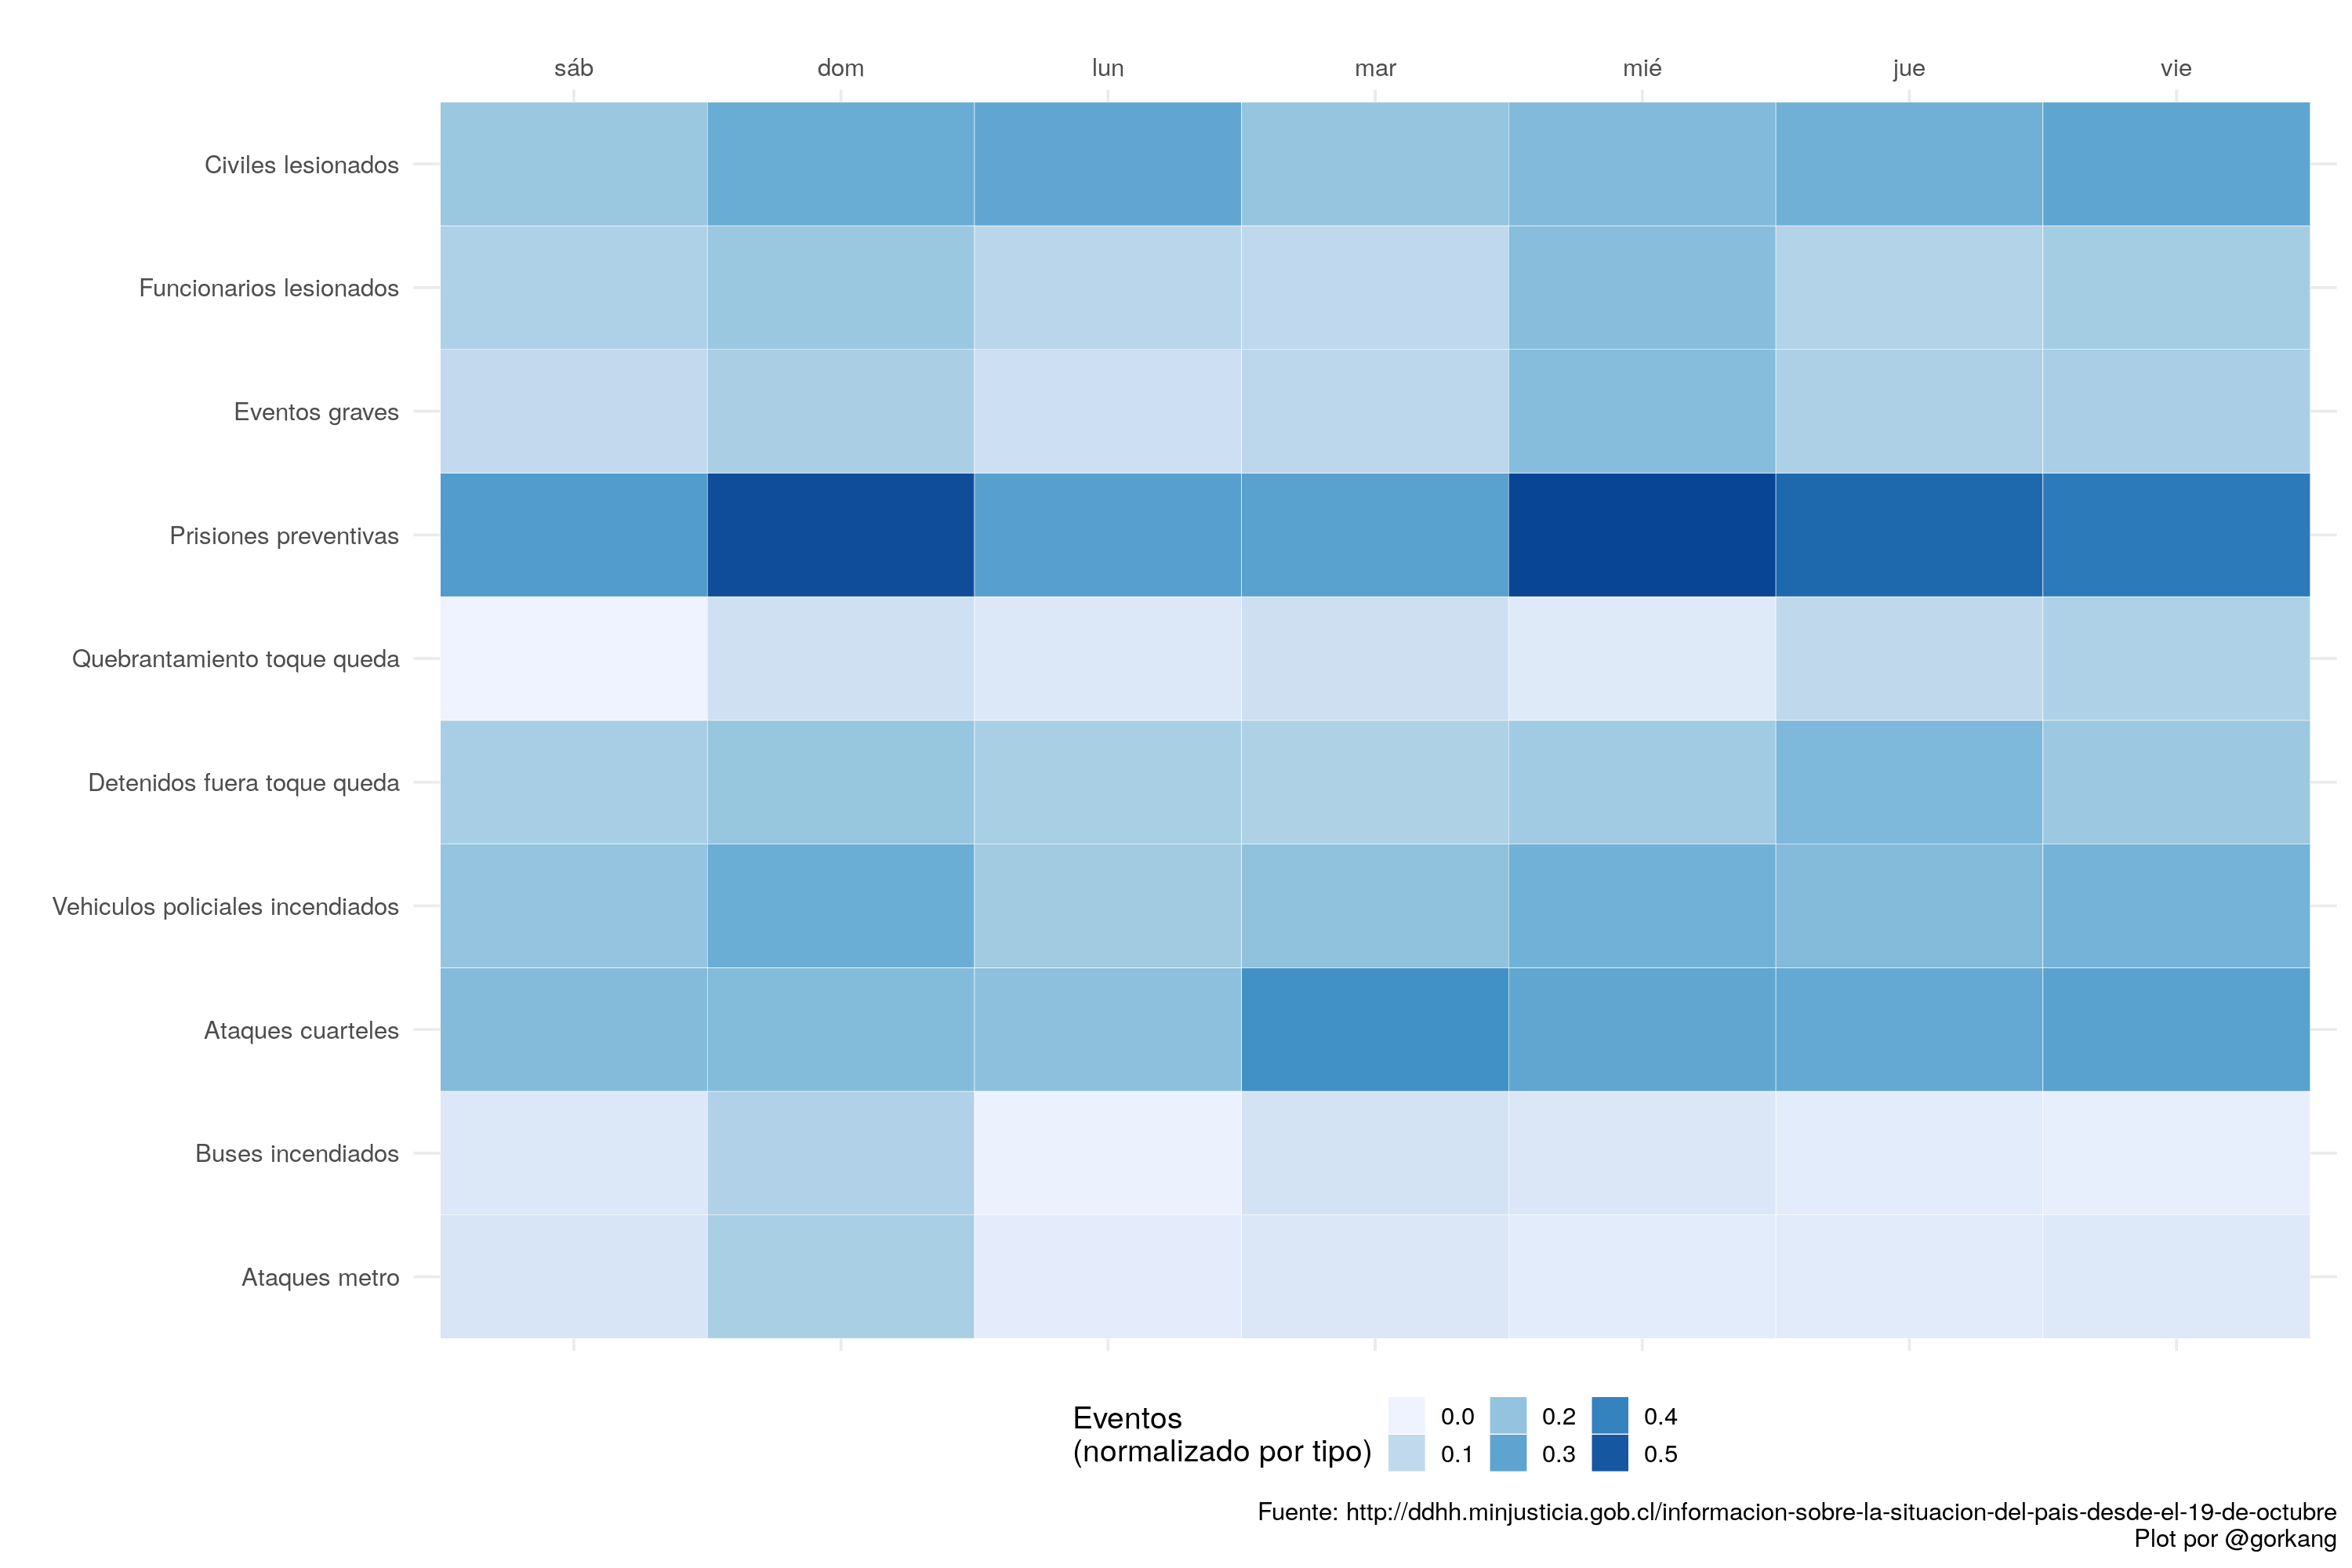 sáb dom lun mar mié jue vie
Civiles lesionados
Funcionarios lesionados
Eventos graves
Prisiones preventivas
Quebrantamiento toque queda
Detenidos fuera toque queda
Vehiculos policiales incendiados
Ataques cuarteles
Buses incendiados
Ataques metro
Eventos
(normalizado por tipo)
0.0 0.2 0.4
0.1 0.3 0.5
Fuente: http://ddhh.minjusticia.gob.cl/informacion-sobre-la-situacion-del-pais-desde-el-19-de-octubre
Plot por @gorkang